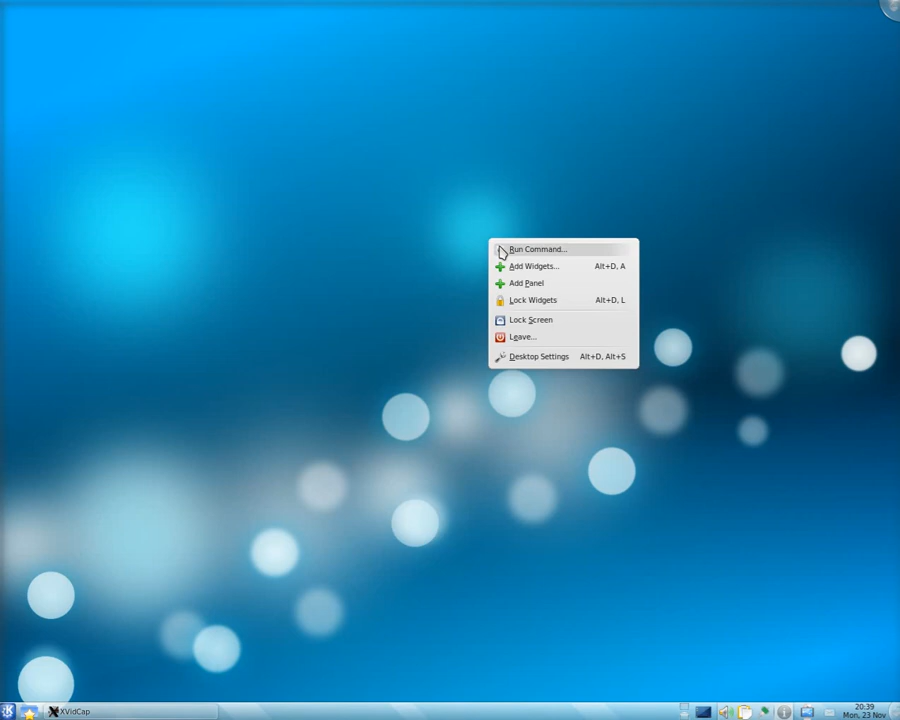 Run Command...
Add Widgets... Alt+D, A
Add Panel
Lock Widgets Alt+D, L
Lock Screen
Leave...
Desktop Settings Alt+D, Alt+S
XVidCap
20:39
Mon, 23 Nov